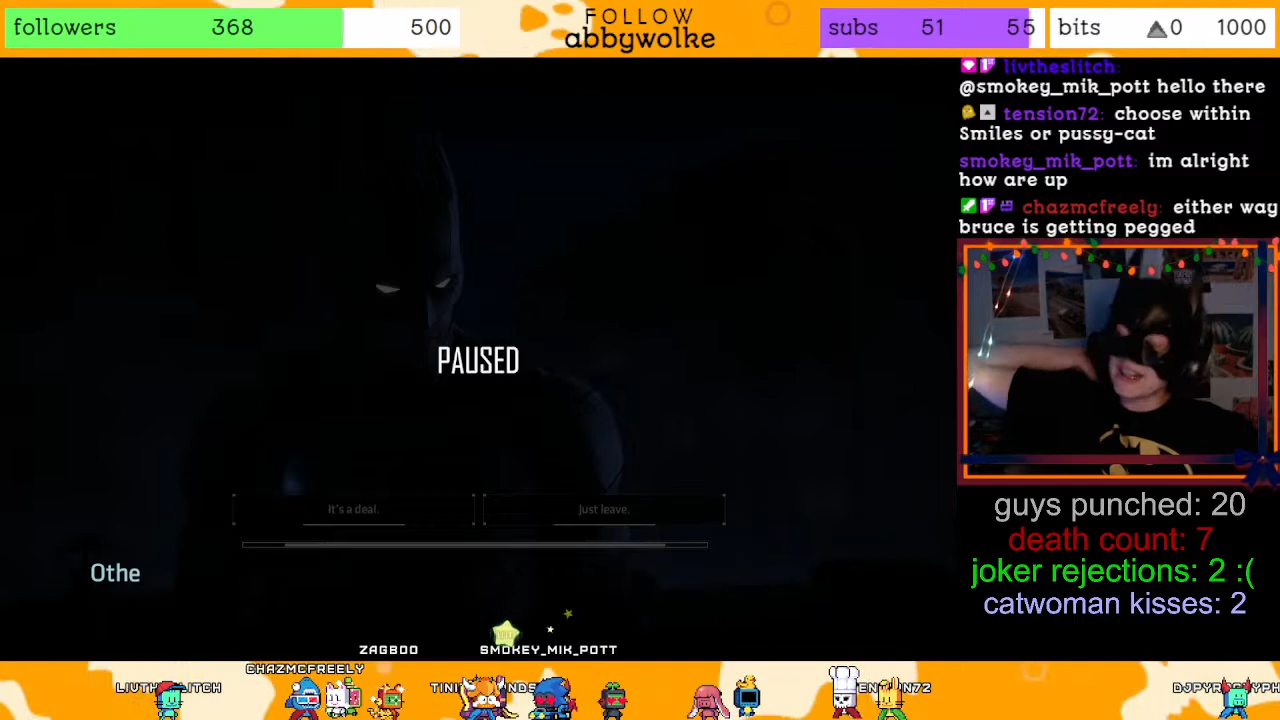 followers 368 500
FOLLOW
abbywolke
subs 51 55
bits 0 1000
livtheslitch:
@smokey_mik_pott hello there
tension72: choose within
Smiles or pussy-cat
smokey_mik_pott: im alright
how are up
chazmcfreely: either way
bruce is getting pegged
PAUSED
It's a deal.
Just leave.
Othe
guys punched: 20
death count: 7
joker rejections: 2 :(
catwoman kisses: 2
ZAGBOO
SMOKEY_MIK_POTT
CHAZMCFREELY